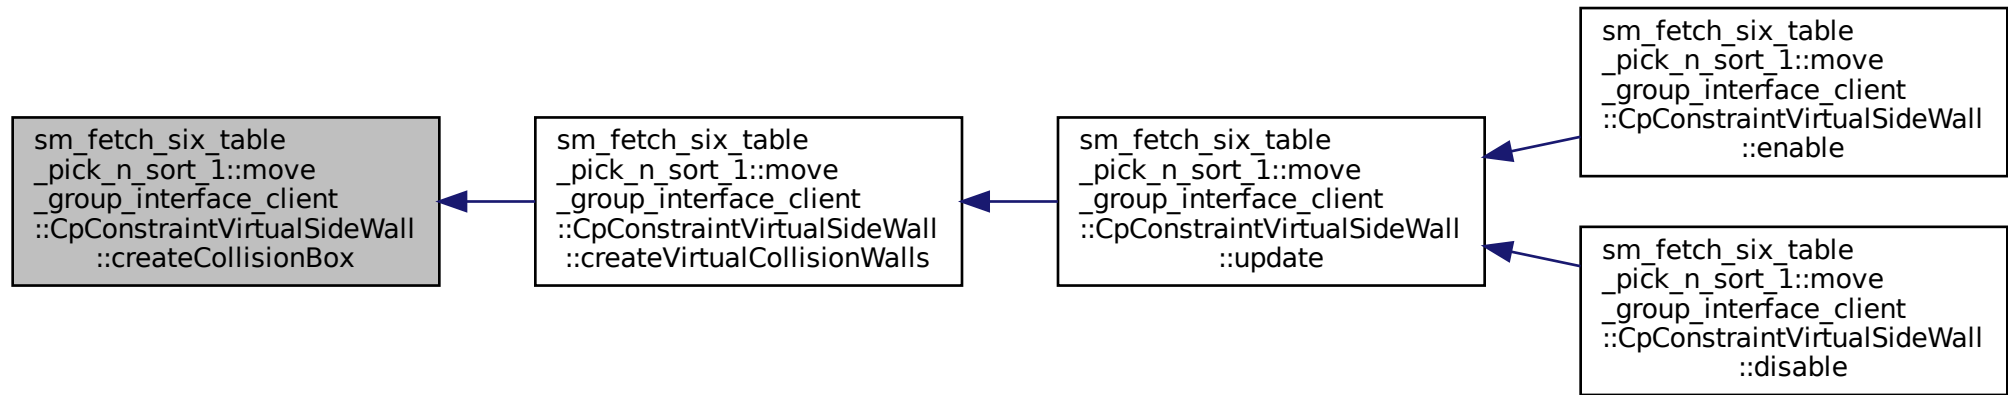 sm_fetch_six_table
_pick_n_sort_1::move
_group_interface_client
::CpConstraintVirtualSideWall
::createCollisionBox
sm_fetch_six_table
_pick_n_sort_1::move
_group_interface_client
::CpConstraintVirtualSideWall
::createVirtualCollisionWalls
sm_fetch_six_table
_pick_n_sort_1::move
_group_interface_client
::CpConstraintVirtualSideWall
::update
sm_fetch_six_table
_pick_n_sort_1::move
_group_interface_client
::CpConstraintVirtualSideWall
::enable
sm_fetch_six_table
_pick_n_sort_1::move
_group_interface_client
::CpConstraintVirtualSideWall
::disable